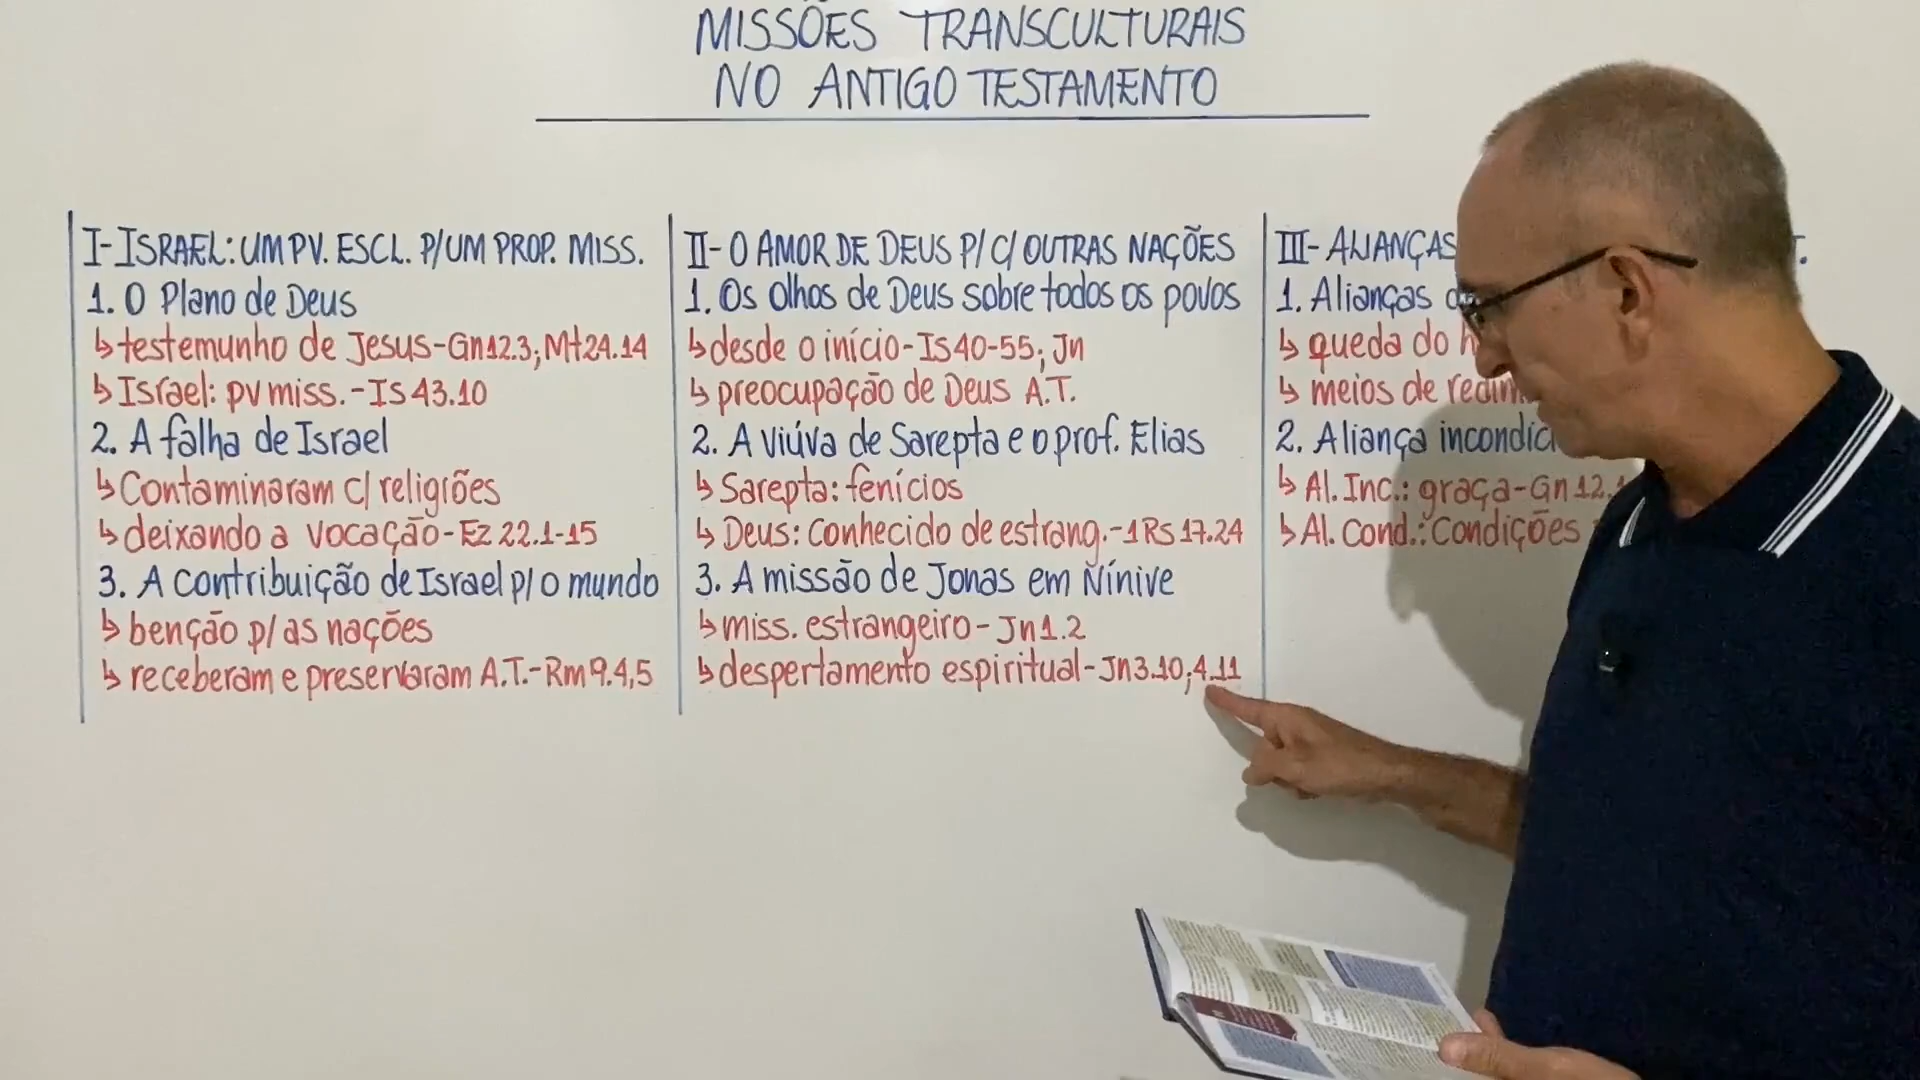 MISSÕES TRANSCULTURAIS
NO ANTIGO TESTAMENTO
I-ISRAEL: UM PV. ESCL. P/UM PROP. MISS.
1. O Plano de Deus
↳testemunho de Jesus-Gn12.3;Mt24.14
↳Israel: pv miss.-Is 43.10
2. A falha de Israel
↳Contaminaram c/ religiões
↳deixando a vocação-Ez 22.1-15
3. A contribuição de Israel p/ o mundo
↳benção p/ as nações
↳receberam e preservaram A.T.-Rm 9.4,5
II- O AMOR DE DEUS P/ C/ OUTRAS NAÇÕES
1. Os olhos de Deus sobre todos os povos
↳desde o início-Is40-55; Jn
↳preocupação de Deus A.T.
2. A viúva de Sarepta e o prof. Elias
↳Sarepta: fenícios
↳Deus: conhecido de estrang.-1Rs 17.24
3. A missão de Jonas em Nínive
↳miss. estrangeiro-Jn1.2
↳despertamento espiritual-Jn3.10;4.11
III- ALIANÇAS
1. Alianças
↳queda do
↳meios de
2. Aliança
↳Al. Inc.: graça-Gn 12.
↳Al. Cond.: Condições